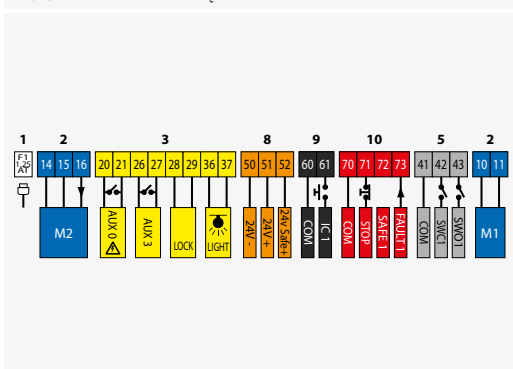 1 2 3 8 9 10 5 2
F1
1,25
AT
14 15 16 20 21 26 27 28 29 36 37 50 51 52 60 61 70 71 72 73 41 42 43 10 11
M2
AUX 0
AUX 3
LOCK
LIGHT
24V -
24V +
24v Safe+
COM
IC 1
COM
STOP
SAFE 1
FAULT 1
COM
SWC1
SWO1
M1